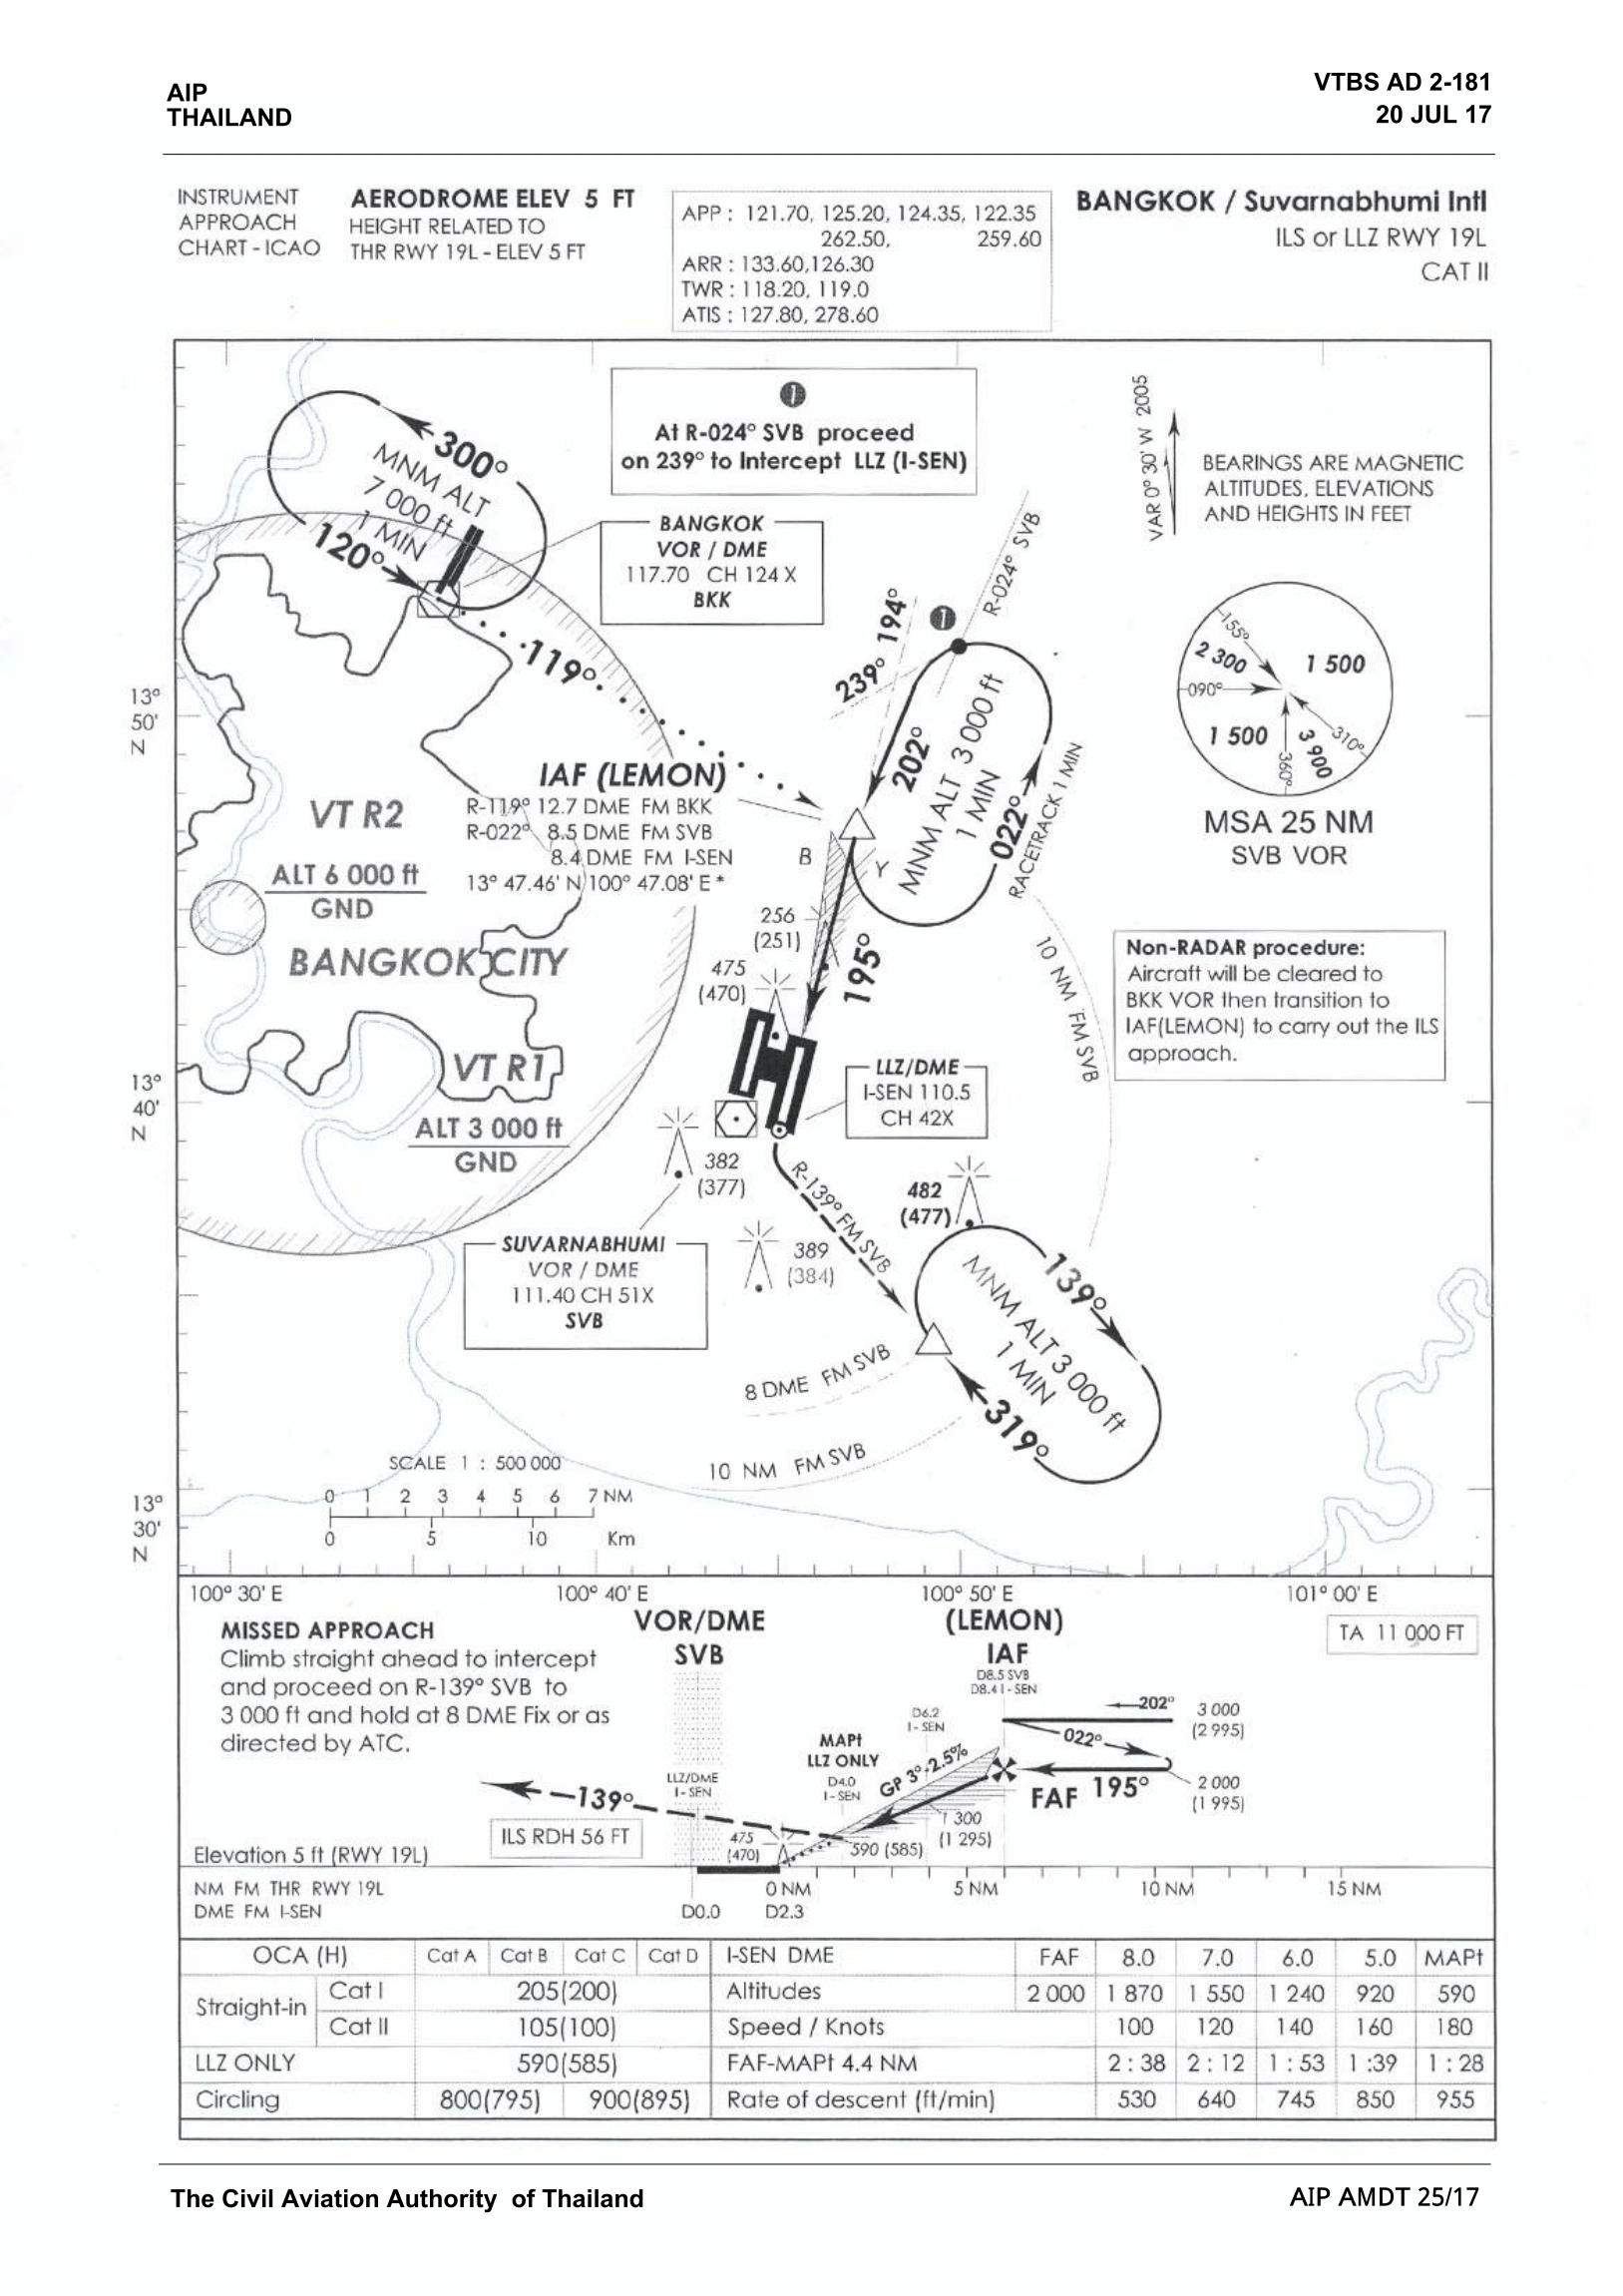 AIP
THAILAND
VTBS AD 2-181
20 JUL 17
INSTRUMENT
APPROACH
CHART - ICAO
AERODROME ELEV 5 FT
HEIGHT RELATED TO
THR RWY 19L - ELEV 5 FT
APP : 121.70, 125.20, 124.35, 122.35
262.50, 259.60
ARR : 133.60,126.30
TWR : 118.20, 119.0
ATIS : 127.80, 278.60
BANGKOK / Suvarnabhumi Intl
ILS or LLZ RWY 19L
CAT II
1
At R-024° SVB proceed
on 239° to Intercept LLZ (I-SEN)
VAR 0° 30' W 2005
BEARINGS ARE MAGNETIC
ALTITUDES, ELEVATIONS
AND HEIGHTS IN FEET
300°
MNM ALT
7 000 ft
1 MIN
120°
BANGKOK
VOR / DME
117.70 CH 124 X
BKK
119°
R-024° SVB
1
194°
239°
202°
MNM ALT 3 000 ft
1 MIN
022°
RACETRACK 1 MIN
155°
2 300
1 500
090°
1 500
3 900
310°
360°
MSA 25 NM
SVB VOR
13°
50'
N
IAF (LEMON)
R-119° 12.7 DME FM BKK
R-022° 8.5 DME FM SVB
8.4 DME FM I-SEN
13° 47.46' N 100° 47.08' E *
VT R2
ALT 6 000 ft
GND
BANGKOK CITY
B
Y
256
(251)
475
(470)
195°
10 NM FM SVB
Non-RADAR procedure:
Aircraft will be cleared to
BKK VOR then transition to
IAF(LEMON) to carry out the ILS
approach.
13°
40'
N
VT R1
ALT 3 000 ft
GND
LLZ/DME
I-SEN 110.5
CH 42X
382
(377)
R-139° FM SVB
482
(477)
SUVARNABHUMI
VOR / DME
111.40 CH 51X
SVB
389
(384)
139°
MNM ALT 3 000 ft
1 MIN
319°
8 DME FM SVB
10 NM FM SVB
SCALE 1 : 500 000
0 1 2 3 4 5 6 7 NM
0 5 10 Km
13°
30'
N
100° 30' E 100° 40' E 100° 50' E 101° 00' E
MISSED APPROACH
Climb straight ahead to intercept
and proceed on R-139° SVB to
3 000 ft and hold at 8 DME Fix or as
directed by ATC.
VOR/DME
SVB
(LEMON)
IAF
D8.5 SVB
D8.4 I - SEN
TA 11 000 FT
202°
3 000
(2 995)
022°
D6.2
I - SEN
MAPt
LLZ ONLY
D4.0
I - SEN
GP 3°-2.5%
FAF 195°
2 000
(1 995)
LLZ/DME
I - SEN
139°
ILS RDH 56 FT
475
(470)
590 (585)
1 300
(1 295)
Elevation 5 ft (RWY 19L)
NM FM THR RWY 19L 0 NM 5 NM 10 NM 15 NM
DME FM I-SEN D0.0 D2.3
OCA (H) Cat A Cat B Cat C Cat D I-SEN DME FAF 8.0 7.0 6.0 5.0 MAPt
Straight-in Cat I 205(200) Altitudes 2 000 1 870 1 550 1 240 920 590
Cat II 105(100) Speed / Knots 100 120 140 160 180
LLZ ONLY 590(585) FAF-MAPt 4.4 NM 2 : 38 2 : 12 1 : 53 1 :39 1 : 28
Circling 800(795) 900(895) Rate of descent (ft/min) 530 640 745 850 955
The Civil Aviation Authority of Thailand
AIP AMDT 25/17